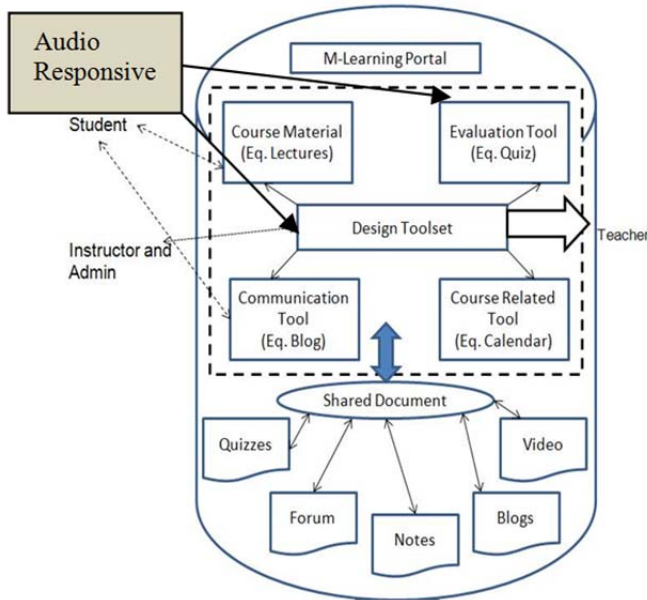 Audio
Responsive
M-Learning Portal
Student
Course Material
(Eq. Lectures)
Evaluation Tool
(Eq. Quiz)
Design Toolset
Teacher
Instructor and
Admin
Communication
Tool
(Eq. Blog)
Course Related
Tool
(Eq. Calendar)
Shared Document
Quizzes
Video
Forum
Notes
Blogs